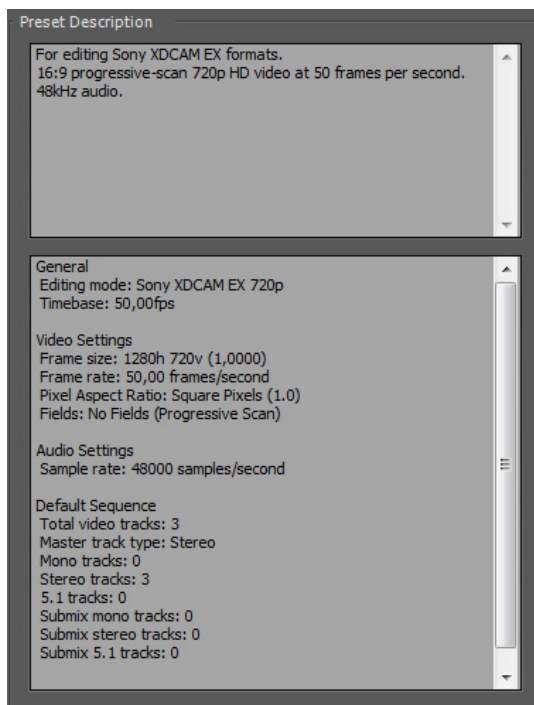 Preset Description
For editing Sony XDCAM EX formats.
16:9 progressive-scan 720p HD video at 50 frames per second.
48kHz audio.
General
Editing mode: Sony XDCAM EX 720p
Timebase: 50,00fps
Video Settings
Frame size: 1280h 720v (1,0000)
Frame rate: 50,00 frames/second
Pixel Aspect Ratio: Square Pixels (1.0)
Fields: No Fields (Progressive Scan)
Audio Settings
Sample rate: 48000 samples/second
Default Sequence
Total video tracks: 3
Master track type: Stereo
Mono tracks: 0
Stereo tracks: 3
5.1 tracks: 0
Submix mono tracks: 0
Submix stereo tracks: 0
Submix 5.1 tracks: 0